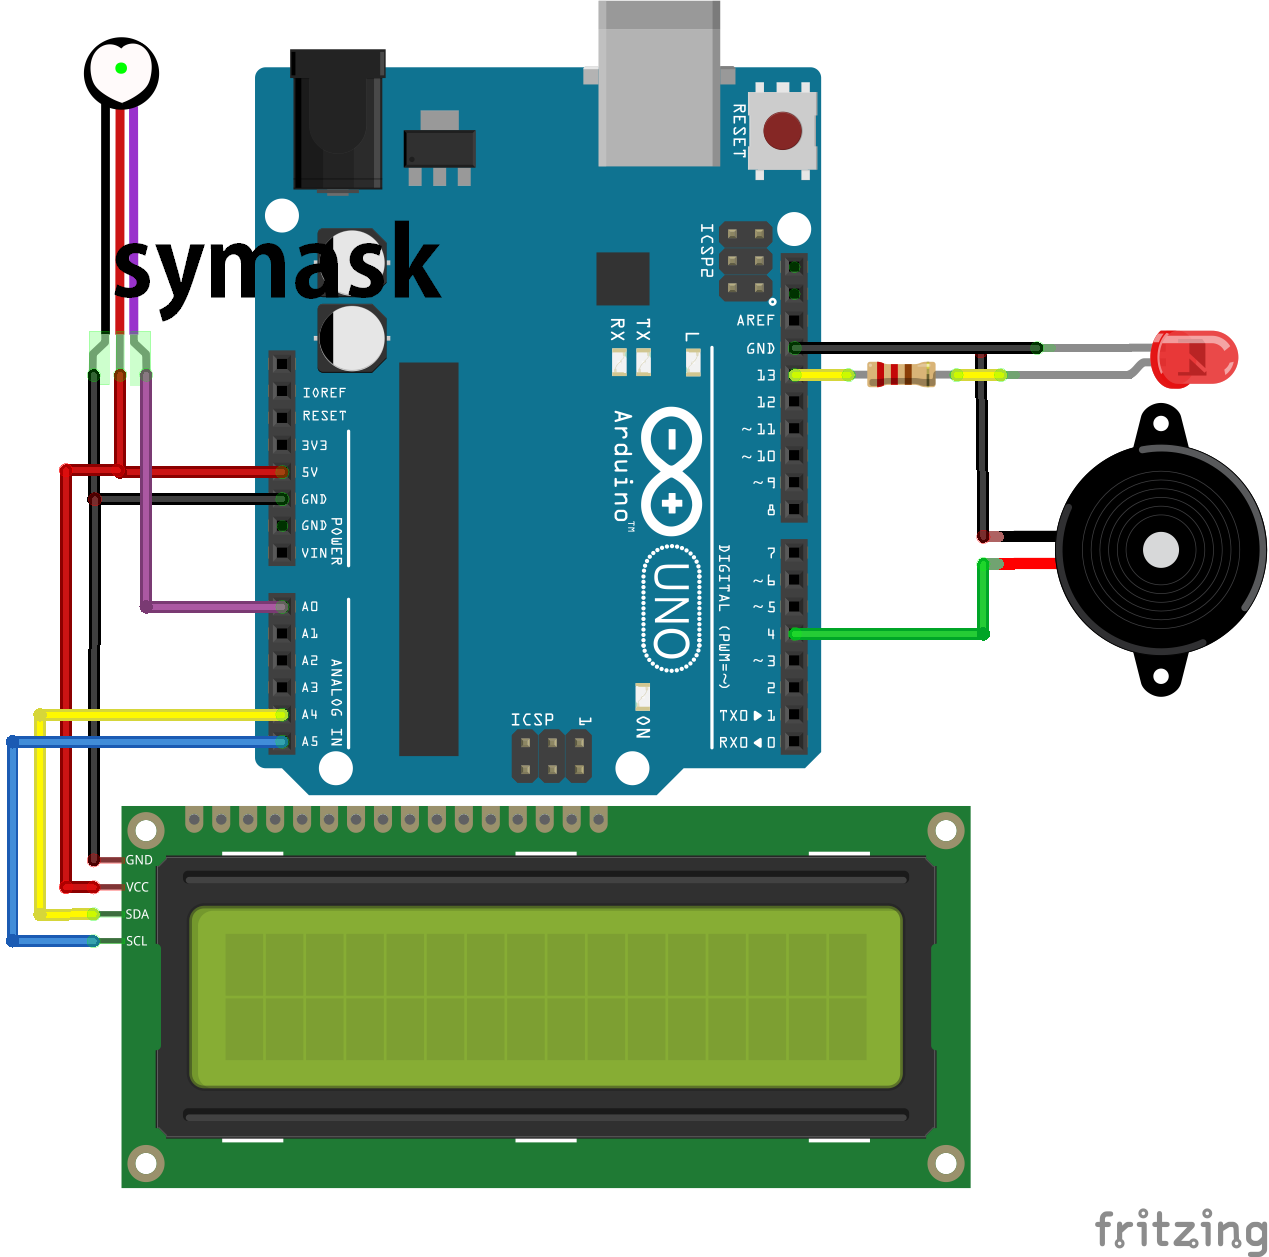 RESET
symask
ICSP2
RX
TX
L
AREF
GND
13
12
~11
~10
~9
8
IOREF
RESET
3V3
5V
GND
GND
VIN
POWER
Arduino™
UNO
DIGITAL (PWM=~)
7
~6
~5
4
~3
2
TX0▶1
RX0◀0
A0
A1
A2
A3
A4
A5
ANALOG IN
ICSP
1
ON
GND
VCC
SDA
SCL
fritzing